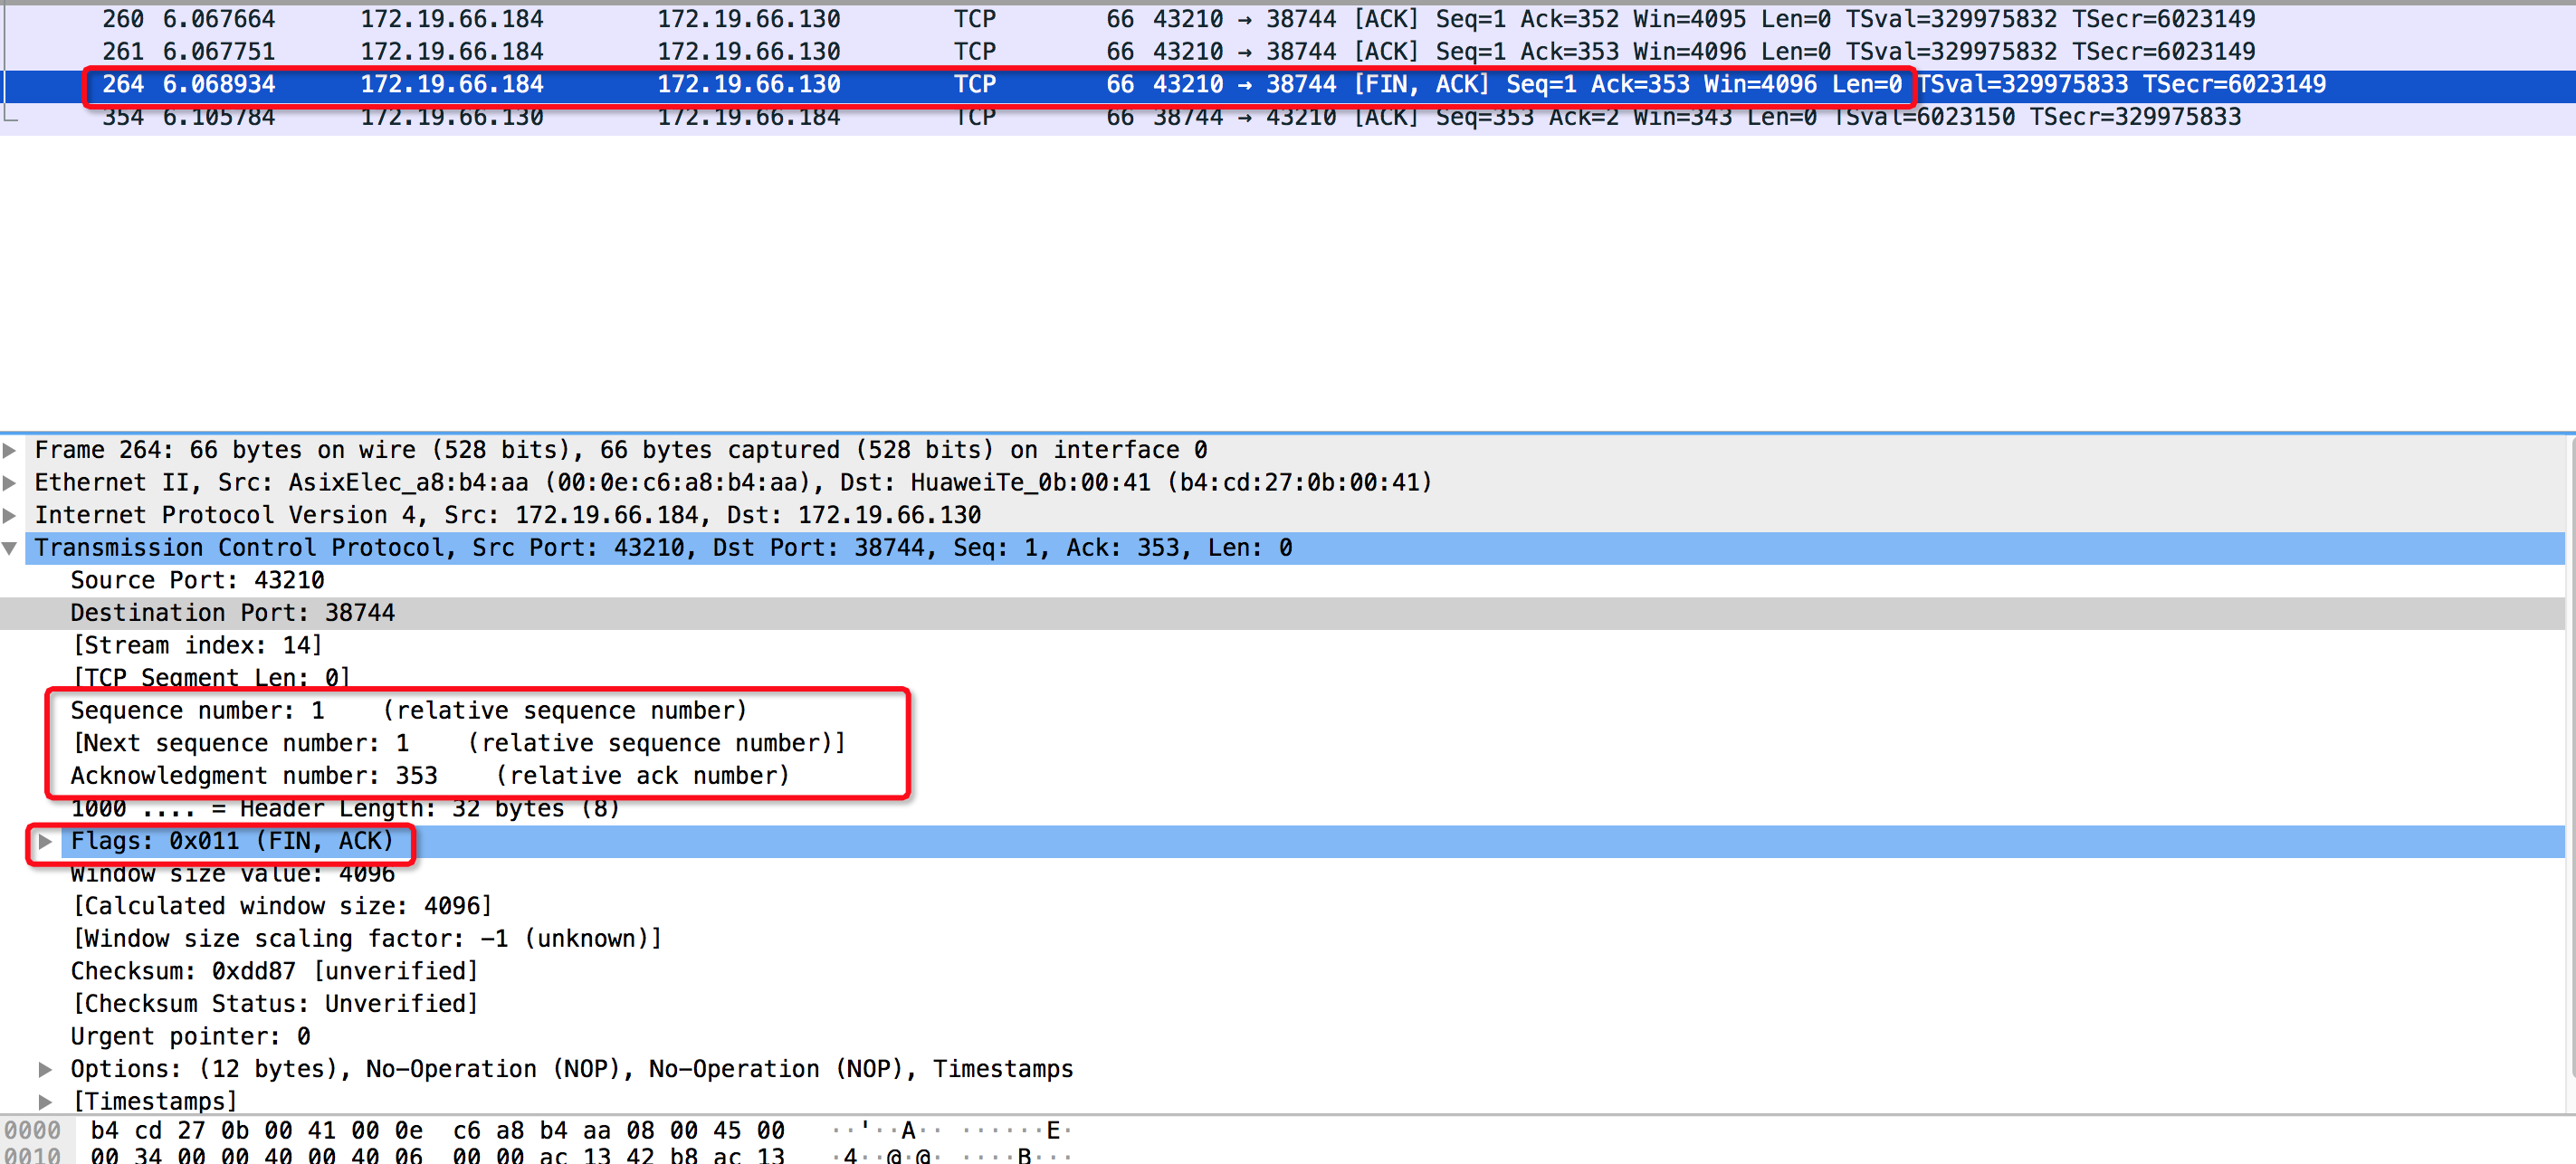 260 6.067664 172.19.66.184 172.19.66.130 TCP 66 43210 → 38744 [ACK] Seq=1 Ack=352 Win=4095 Len=0 TSval=329975832 TSecr=6023149
261 6.067751 172.19.66.184 172.19.66.130 TCP 66 43210 → 38744 [ACK] Seq=1 Ack=353 Win=4096 Len=0 TSval=329975832 TSecr=6023149
264 6.068934 172.19.66.184 172.19.66.130 TCP 66 43210 → 38744 [FIN, ACK] Seq=1 Ack=353 Win=4096 Len=0 TSval=329975833 TSecr=6023149
354 6.105784 172.19.66.130 172.19.66.184 TCP 66 38744 → 43210 [ACK] Seq=353 Ack=2 Win=343 Len=0 TSval=6023150 TSecr=329975833
Frame 264: 66 bytes on wire (528 bits), 66 bytes captured (528 bits) on interface 0
Ethernet II, Src: AsixElec_a8:b4:aa (00:0e:c6:a8:b4:aa), Dst: HuaweiTe_0b:00:41 (b4:cd:27:0b:00:41)
Internet Protocol Version 4, Src: 172.19.66.184, Dst: 172.19.66.130
Transmission Control Protocol, Src Port: 43210, Dst Port: 38744, Seq: 1, Ack: 353, Len: 0
Source Port: 43210
Destination Port: 38744
[Stream index: 14]
[TCP Segment Len: 0]
Sequence number: 1 (relative sequence number)
[Next sequence number: 1 (relative sequence number)]
Acknowledgment number: 353 (relative ack number)
1000 .... = Header Length: 32 bytes (8)
Flags: 0x011 (FIN, ACK)
Window size value: 4096
[Calculated window size: 4096]
[Window size scaling factor: -1 (unknown)]
Checksum: 0xdd87 [unverified]
[Checksum Status: Unverified]
Urgent pointer: 0
Options: (12 bytes), No-Operation (NOP), No-Operation (NOP), Timestamps
[Timestamps]
0000 b4 cd 27 0b 00 41 00 0e c6 a8 b4 aa 08 00 45 00 ··'··A·· ······E·
0010 00 34 00 00 40 00 40 06 00 00 ac 13 42 b8 ac 13 ·4··@·@· ····B···